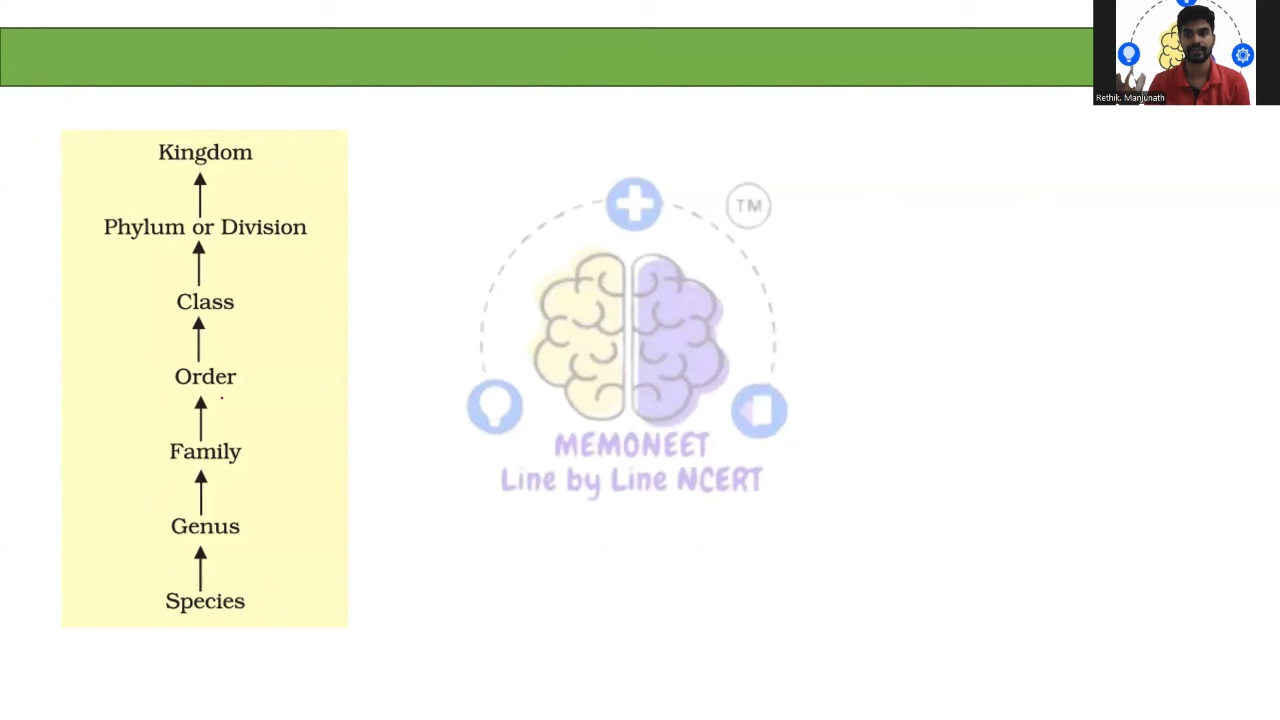 Rethik. Manjunath
Kingdom
Phylum or Division
Class
Order
Family
Genus
Species
TM
MEMONEET
Line by Line NCERT